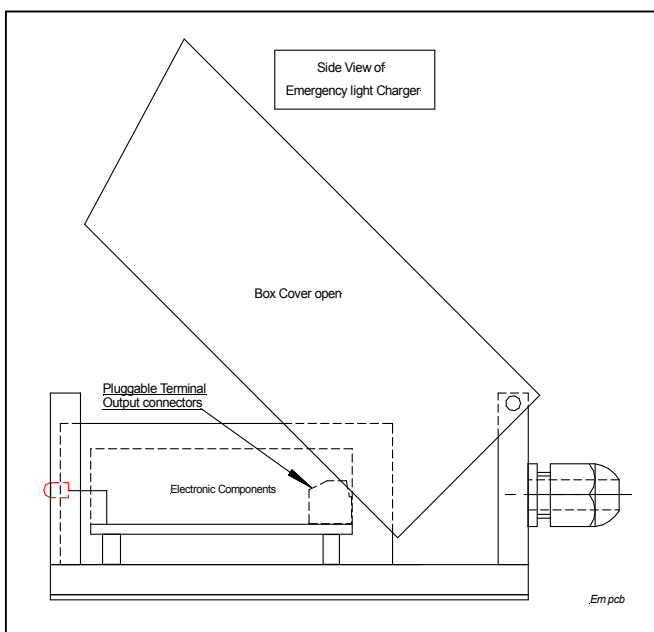 Side View of
Emergency light Charger
Box Cover open
Pluggable Terminal
Output connectors
Electronic Components
Em pcb